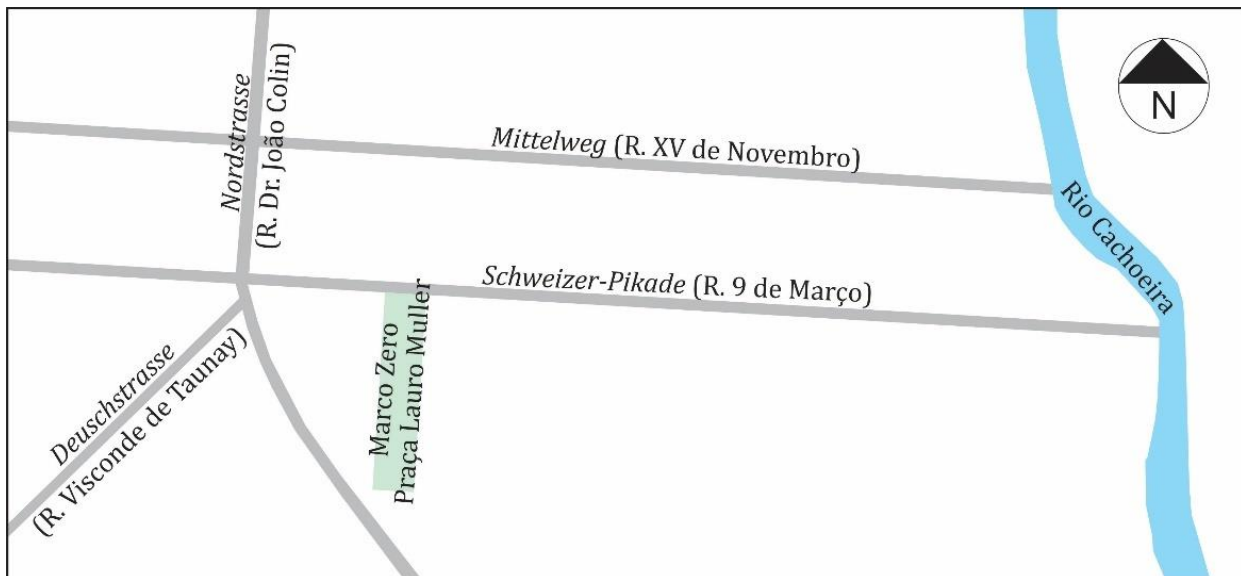 Nordstrasse
(R. Dr. João Colin)
Mittelweg (R. XV de Novembro)
N
Rio Cachoeira
Schweizer-Pikade (R. 9 de Março)
Marco Zero
Praça Lauro Muller
Deuschstrasse
(R. Visconde de Taunay)